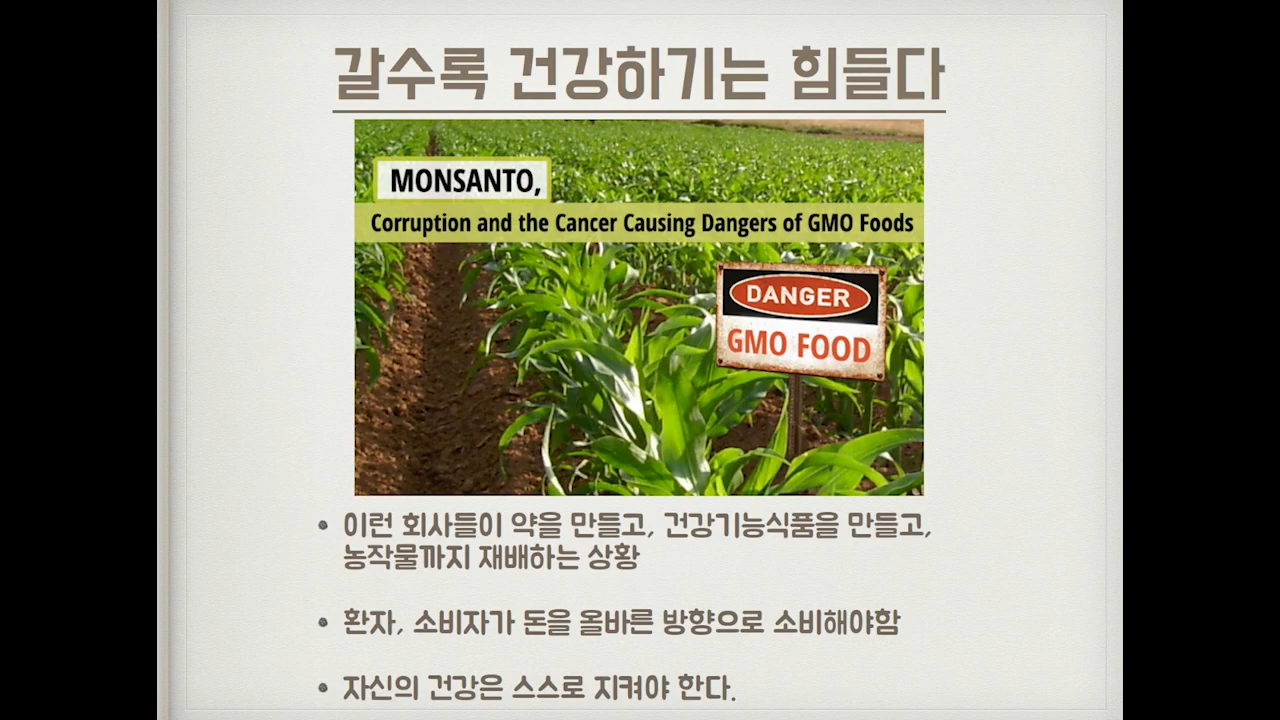 갈수록 건강하기는 힘들다
MONSANTO,
Corruption and the Cancer Causing Dangers of GMO Foods
DANGER
GMO FOOD
• 이런 회사들이 약을 만들고, 건강기능식품을 만들고,
농작물까지 재배하는 상황
• 환자, 소비자가 돈을 올바른 방향으로 소비해야함
• 자신의 건강은 스스로 지켜야 한다.